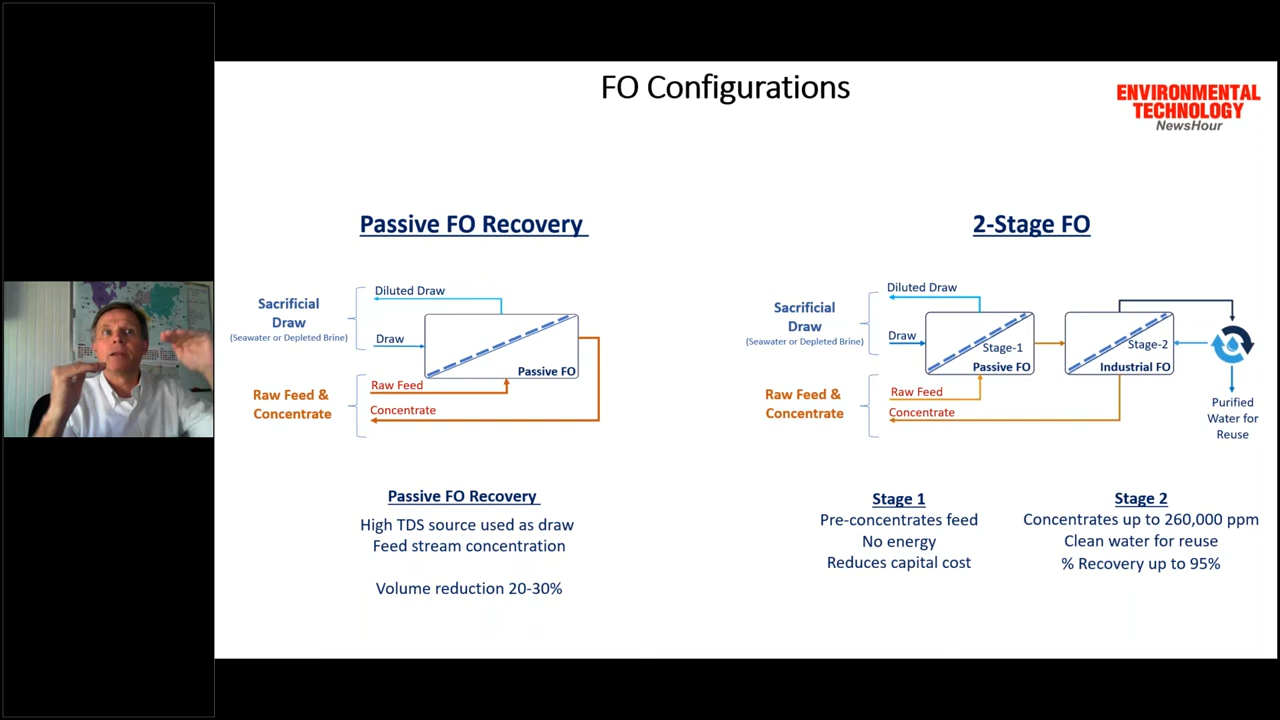 FO Configurations
ENVIRONMENTAL
TECHNOLOGY
NewsHour
Passive FO Recovery
Sacrificial
Draw
(Seawater or Depleted Brine)
Diluted Draw
Draw
Passive FO
Raw Feed &
Concentrate
Raw Feed
Concentrate
Passive FO Recovery
High TDS source used as draw
Feed stream concentration
Volume reduction 20-30%
2-Stage FO
Sacrificial
Draw
(Seawater or Depleted Brine)
Diluted Draw
Draw
Stage-1
Passive FO
Stage-2
Industrial FO
Raw Feed &
Concentrate
Raw Feed
Concentrate
Purified
Water for
Reuse
Stage 1
Pre-concentrates feed
No energy
Reduces capital cost
Stage 2
Concentrates up to 260,000 ppm
Clean water for reuse
% Recovery up to 95%